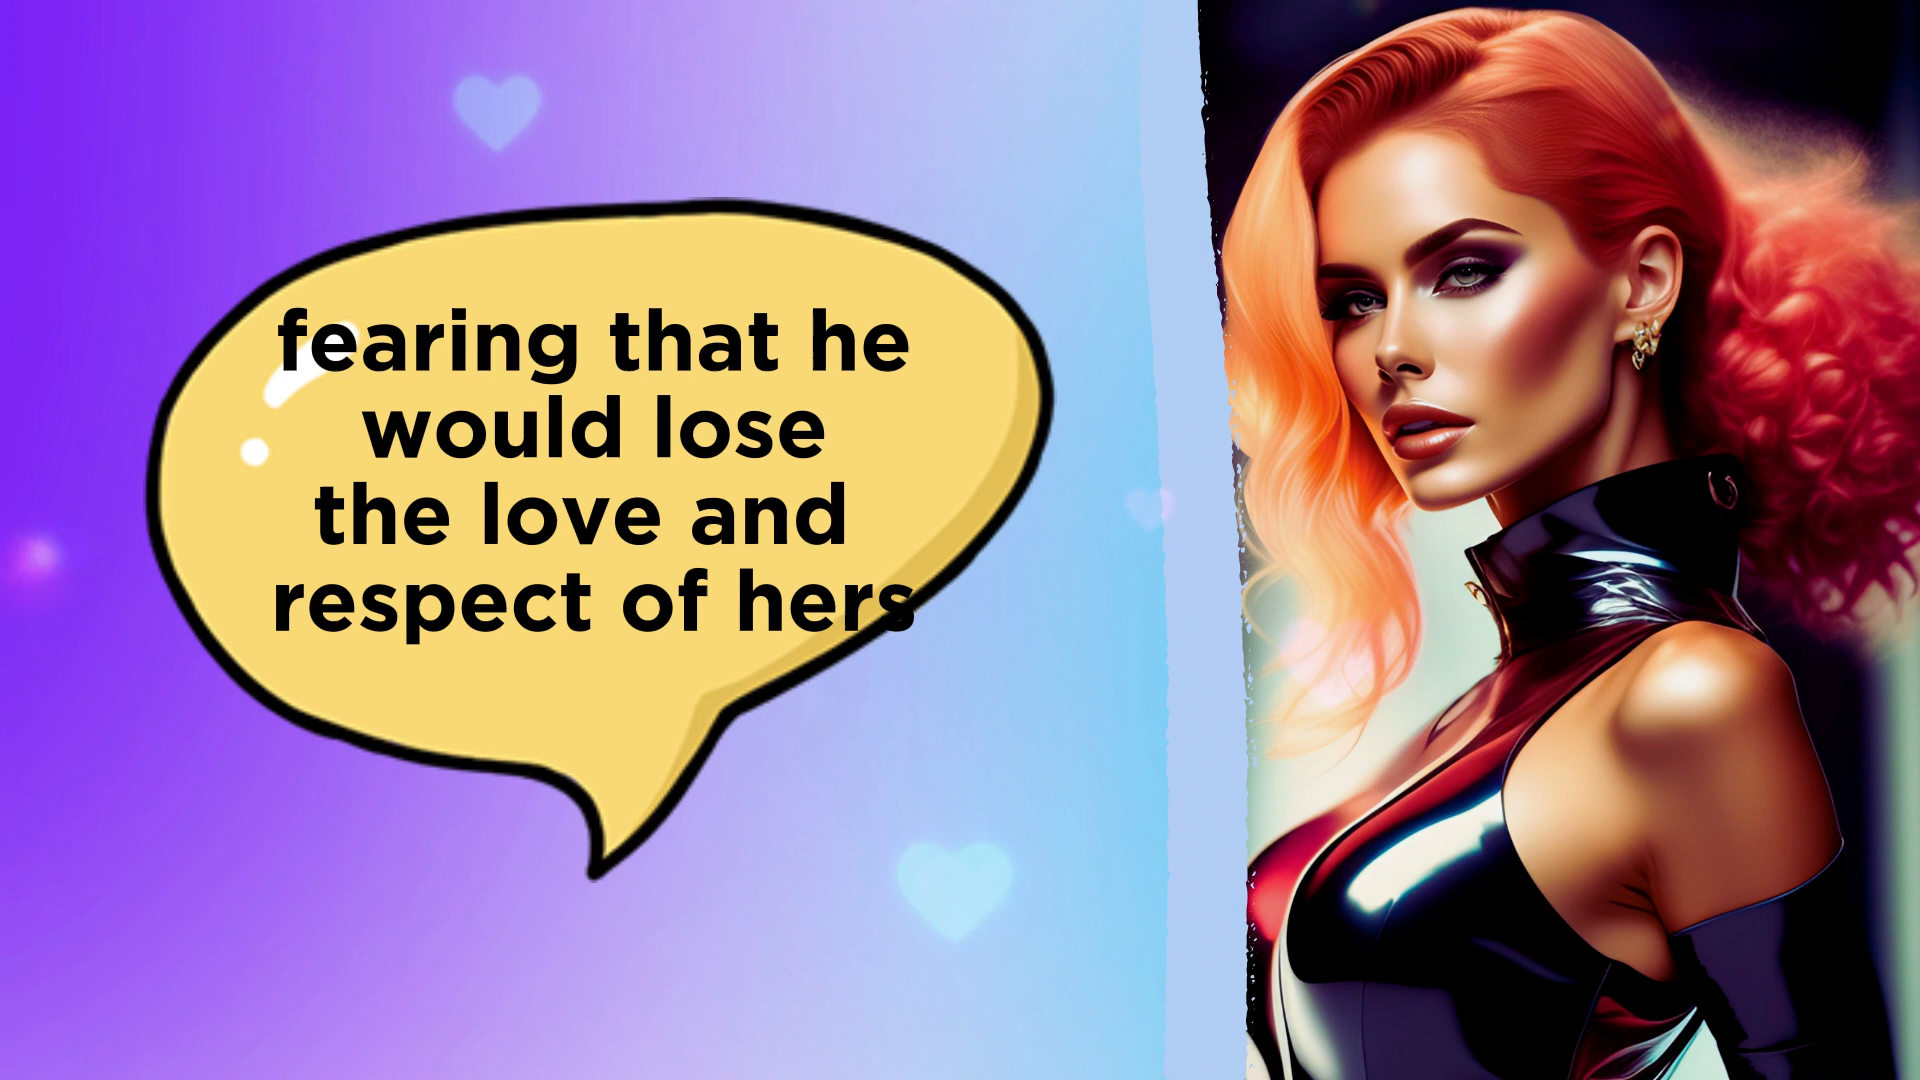 fearing that he
would lose
the love and
respect of hers